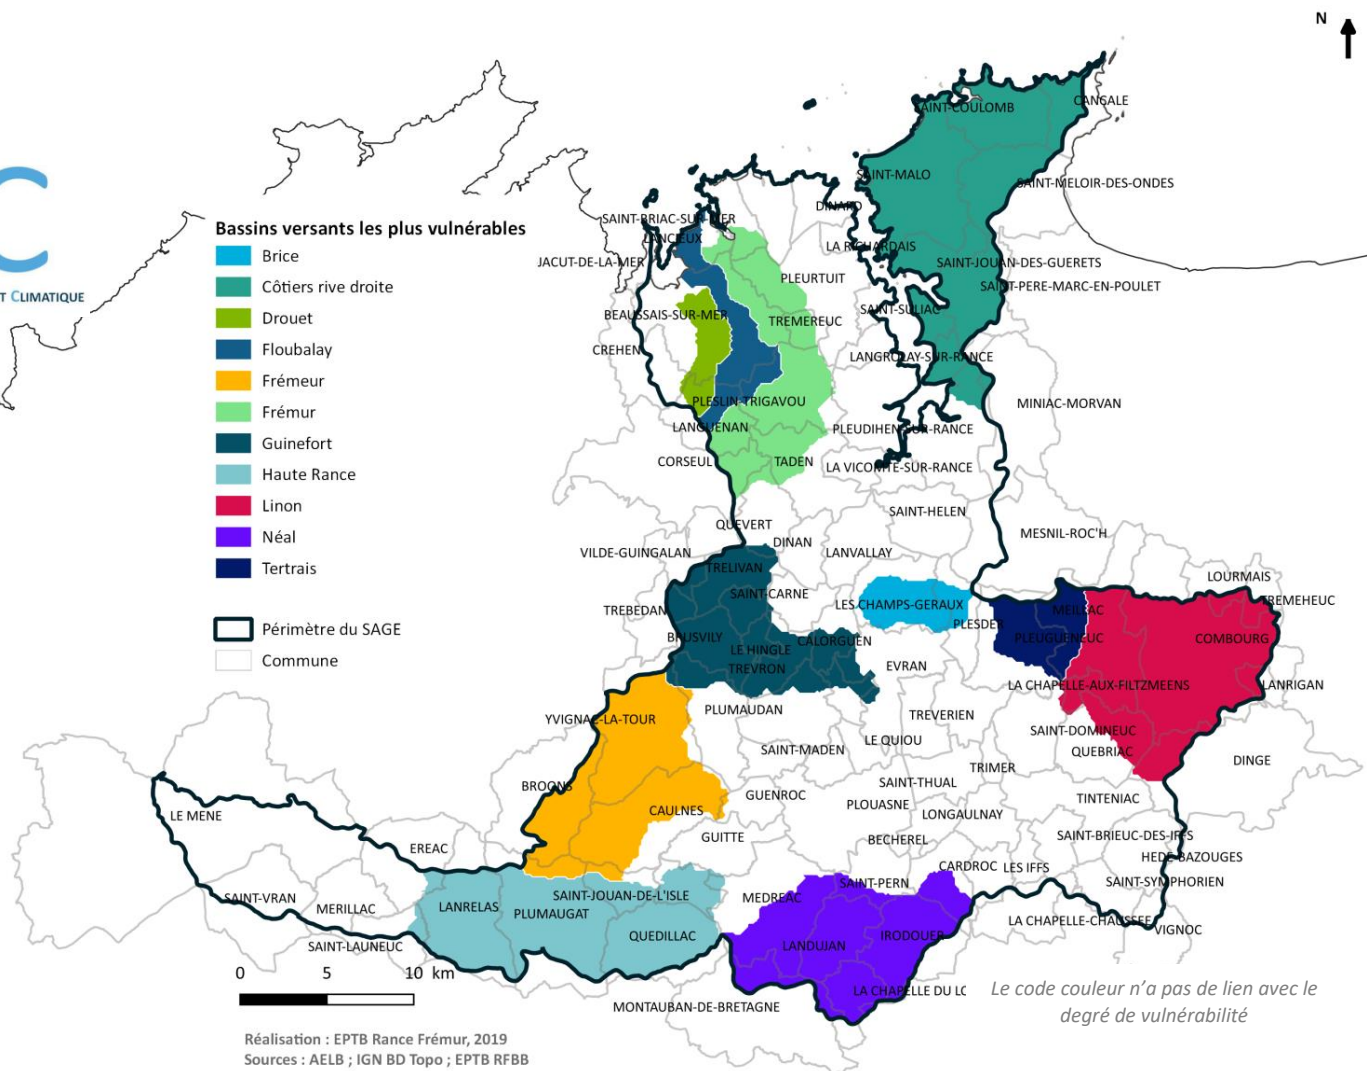 N
C
T CLIMATIQUE
Bassins versants les plus vulnérables
Brice
Côtiers rive droite
Drouet
Floubalay
Frémeur
Frémur
Guinefort
Haute Rance
Linon
Néal
Tertrais
Périmètre du SAGE
Commune
SAINT-COULOMB
CANCALE
SAINT-MALO
SAINT-MELOIR-DES-ONDES
DINARD
SAINT-BRIAC-SUR-MER
LANCIEUX
LA RICHARDAIS
JACUT-DE-LA-MER
SAINT-JOUAN-DES-GUERETS
PLEURTUIT
SAINT-PERE-MARC-EN-POULET
BEAUSSAIS-SUR-MER
SAINT-SULIAC
TREMEREUC
CREHEN
LANGROLAY-SUR-RANCE
PLESLIN-TRIGAVOU
MINIAC-MORVAN
LANGUENAN
PLEUDIHEN-SUR-RANCE
CORSEUL
TADEN
LA VICOMTE-SUR-RANCE
SAINT-HELEN
QUEVERT
MESNIL-ROC'H
DINAN
VILDE-GUINGALAN
LANVALLAY
TRELIVAN
LOURMAIS
SAINT-CARNE
TREMEHEUC
TREBEDAN
LES CHAMPS-GERAUX
MEILLAC
PLESDER
BRUSVILY
PLEUGUENEUC
COMBOURG
CALORGUEN
LE HINGLE
TREVRON
EVRAN
LA CHAPELLE-AUX-FILTZMEENS
LANRIGAN
PLUMAUDAN
YVIGNAC-LA-TOUR
TREVERIEN
SAINT-DOMINEUC
SAINT-MADEN
LE QUIOU
QUEBRIAC
DINGE
TRIMER
BROONS
SAINT-THUAL
GUENROC
TINTENIAC
PLOUASNE
CAULNES
LONGAULNAY
LE MENE
GUITTE
BECHEREL
SAINT-BRIEUC-DES-IFFS
EREAC
HEDE-BAZOUGES
CARDROC
LES IFFS
SAINT-SYMPHORIEN
SAINT-PERN
SAINT-VRAN
SAINT-JOUAN-DE-L'ISLE
MEDREAC
MERILLAC
LANRELAS
PLUMAUGAT
LA CHAPELLE-CHAUSSEE
VIGNOC
QUEDILLAC
IRODOUER
SAINT-LAUNEUC
LANDUJAN
LA CHAPELLE DU LO
MONTAUBAN-DE-BRETAGNE
0 5 10 km
Le code couleur n'a pas de lien avec le
degré de vulnérabilité
Réalisation : EPTB Rance Frémur, 2019
Sources : AELB ; IGN BD Topo ; EPTB RFBB